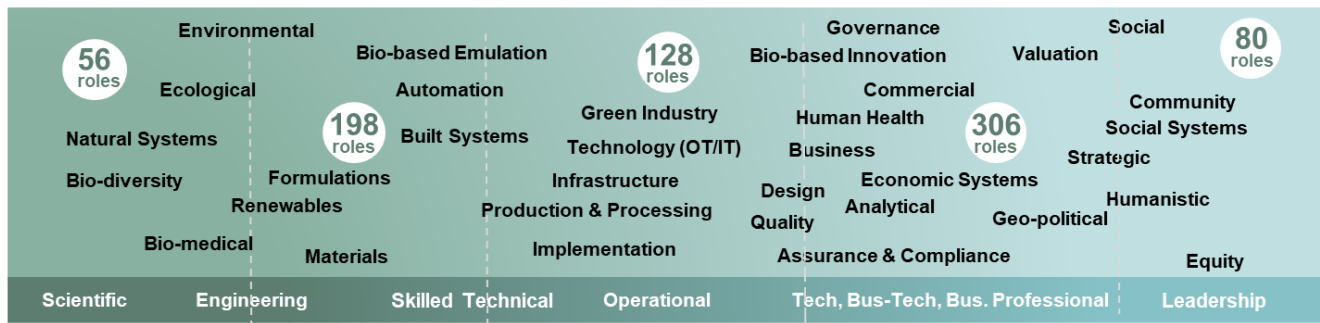 Environmental
56
roles
Ecological
Natural Systems
Bio-diversity
Bio-medical
Bio-based Emulation
Automation
198
roles
Built Systems
Formulations
Renewables
Materials
128
roles
Green Industry
Technology (OT/IT)
Infrastructure
Production & Processing
Implementation
Governance
Bio-based Innovation
Valuation
Commercial
Human Health
306
roles
Business
Economic Systems
Design
Analytical
Quality
Geo-political
Assurance & Compliance
Social
80
roles
Community
Social Systems
Strategic
Humanistic
Equity
Scientific
Engineering
Skilled Technical
Operational
Tech, Bus-Tech, Bus. Professional
Leadership